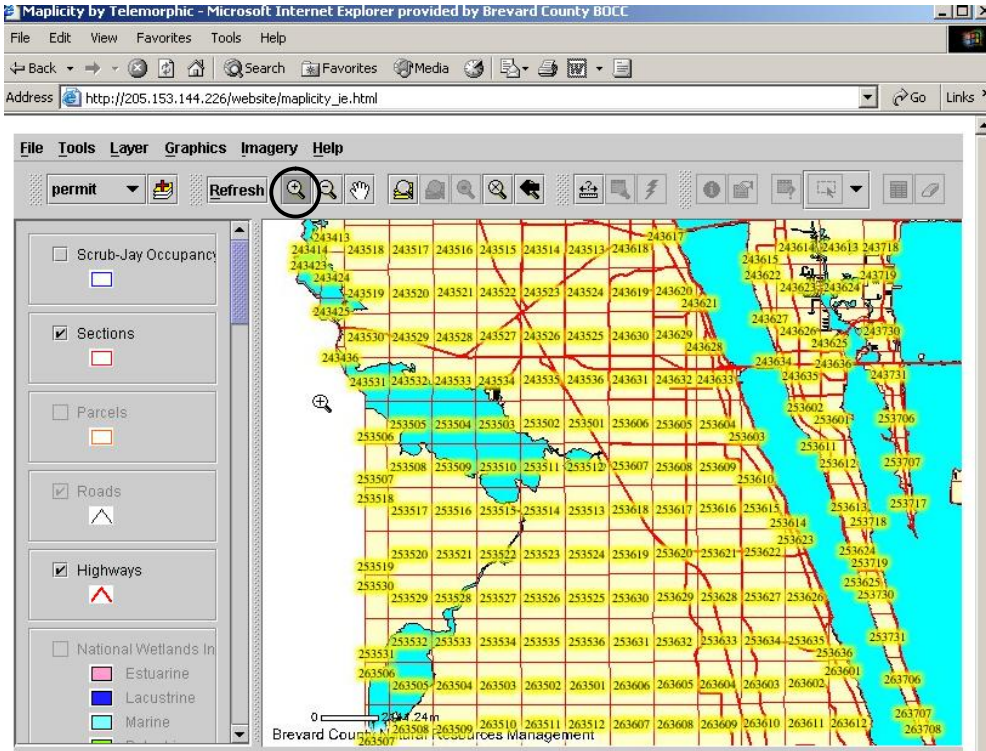 Maplicity by Telemorphic - Microsoft Internet Explorer provided by Brevard County BOCC
File Edit View Favorites Tools Help
Back Search Favorites Media
Address http://205.153.144.226/website/maplicity_ie.html Go Links
File Tools Layer Graphics Imagery Help
permit Refresh
Scrub-Jay Occupancy
Sections
Parcels
Roads
Highways
National Wetlands In
Estuarine
Lacustrine
Marine
243413 243617
243414 243518 243517 243516 243515 243514 243513 243618 243614 243613 243718
243423 243615
243424 243622 243719
243519 243520 243521 243522 243523 243524 243619 243620 243623 243624
243621
243425 243627
243530 243529 243528 243527 243526 243525 243630 243629 243626 243730
243628 243625
243436 243634 243636
243531 243532 243533 243534 243535 243536 243631 243632 243633 243635 243731
253602
253505 253504 253503 253502 253501 253606 253605 253604 253601 253706
253506 253603
253611
253508 253509 253510 253511 253512 253607 253608 253609 253612 253707
253507 253610
253518
253517 253516 253515 253514 253513 253618 253617 253616 253615 253613 253717
253614 253718
253623
253520 253521 253522 253523 253524 253619 253620 253621 253622 253624
253519 253719
253530 253625
253529 253528 253527 253526 253525 253630 253629 253628 253627 253626 253730
253532 253533 253534 253535 253536 253631 253632 253633 253634 253635 253731
253531 253636
263506 263601
263505 263504 263503 263502 263501 263606 263605 263604 263603 263602 263706
0 24m
263707
263508 263509 263510 263511 263512 263607 263608 263609 263610 263611 263612 263708
Brevard County Natural Resources Management
263507